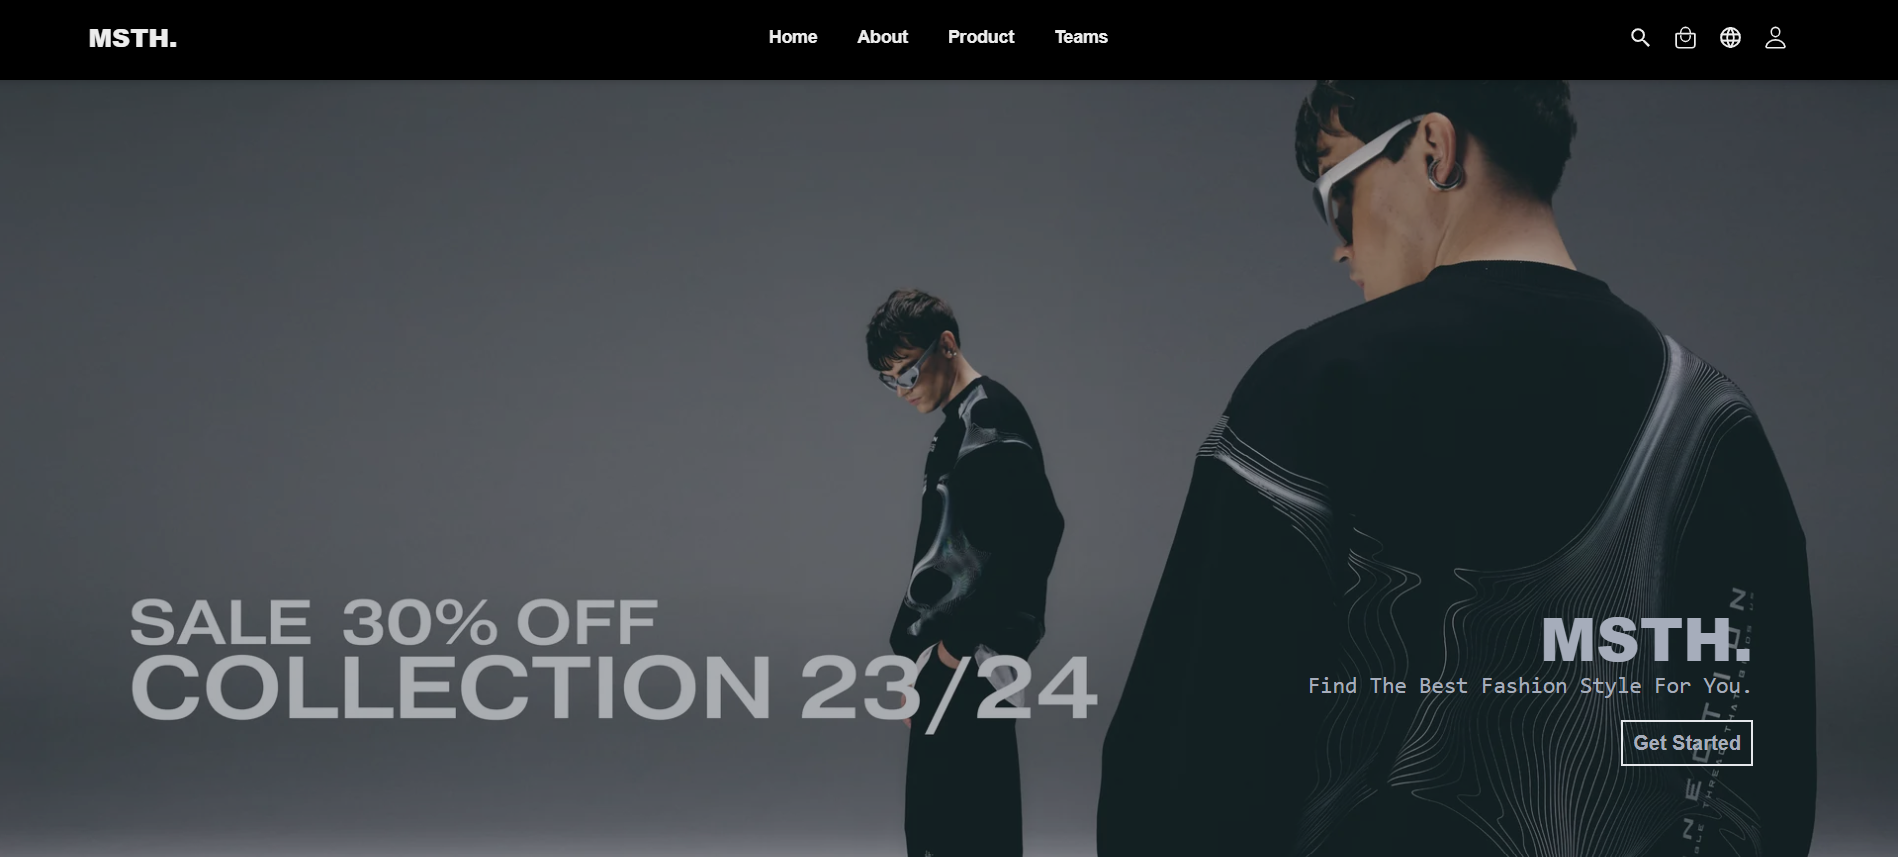 MSTH.
Home About Product Teams
SALE 30% OFF
COLLECTION 23/24
MSTH.
Find The Best Fashion Style For You.
Get Started